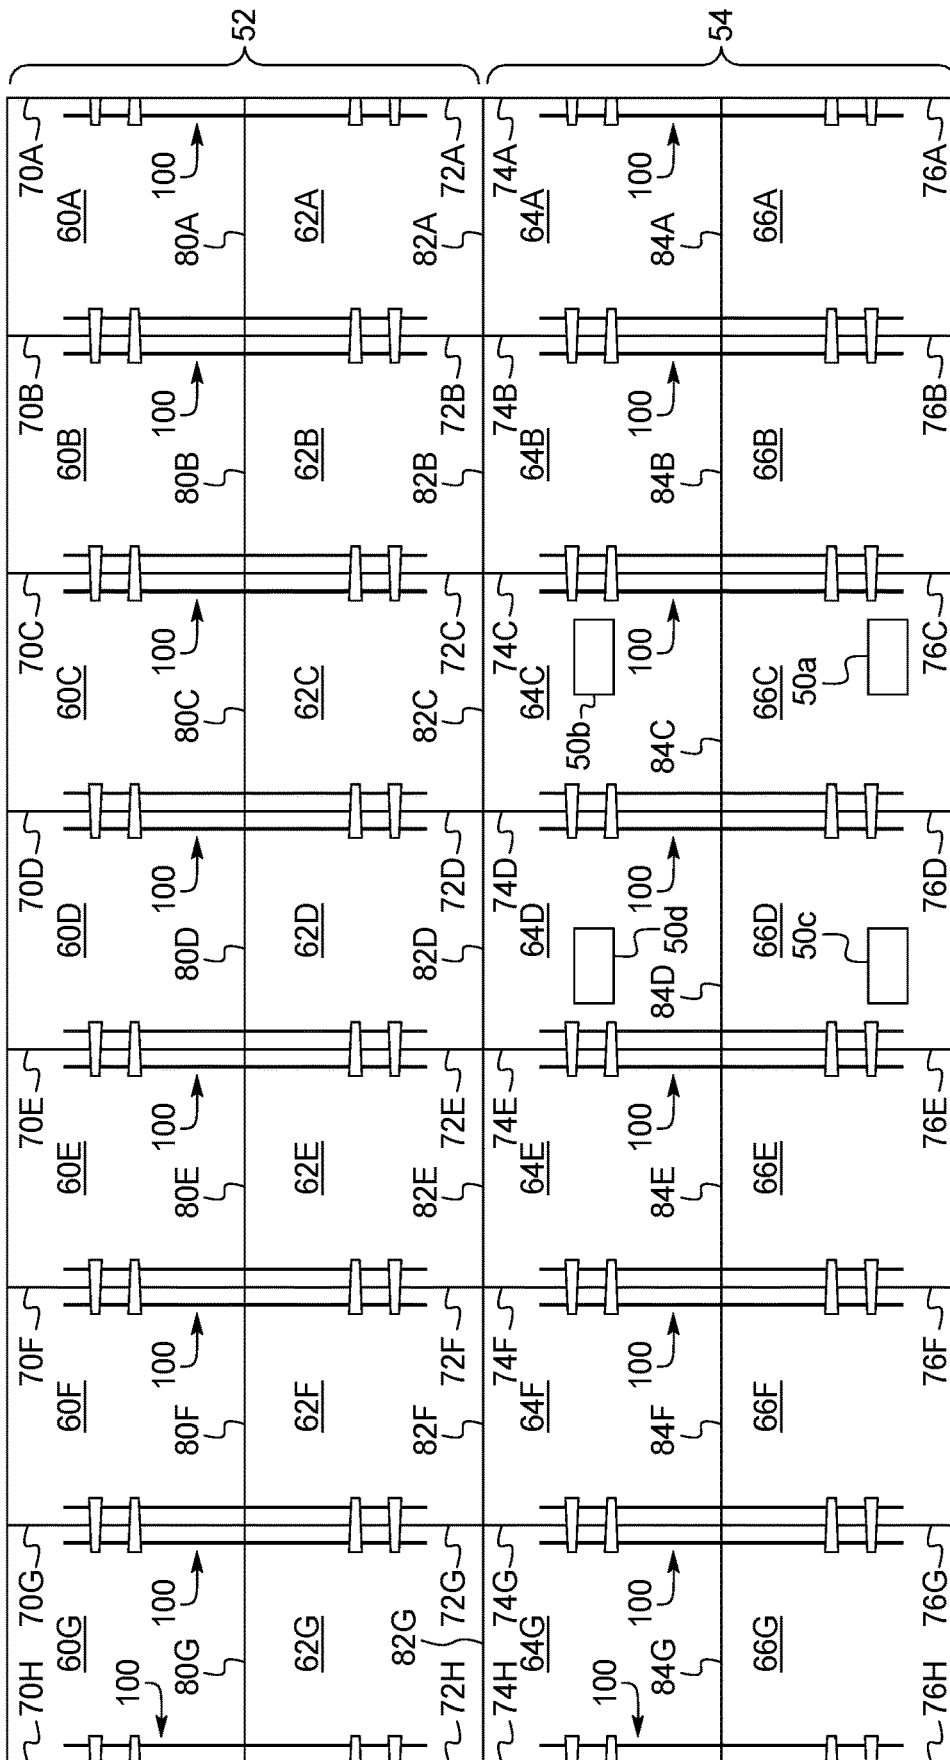 70H 70G 70F 70E 70D 70C 70B 70A
60G 60F 60E 60D 60C 60B 60A
100
100 100 100 100 100 100 100
80G 80F 80E 80D 80C 80B 80A
52
62G 62F 62E 62D 62C 62B 62A
82G 82F 82E 82D 82C 82B 82A
72H 72G 72F 72E 72D 72C 72B 72A
74H 74G 74F 74E 74D 74C 74B 74A
64G 64F 64E 64D 64C 64B 64A
50b
100
100 100 100 100 100 100 100
84G 84F 84E 84D 50d 84C 84B 84A
54
66G 66F 66E 66D 66C 66B 66A
50c 50a
76H 76G 76F 76E 76D 76C 76B 76A